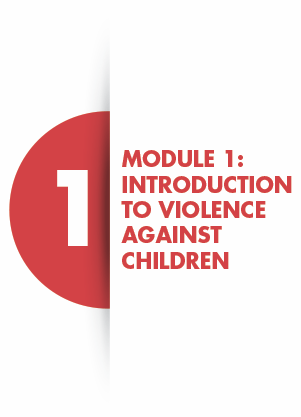 1
MODULE 1:
INTRODUCTION
TO VIOLENCE
AGAINST
CHILDREN